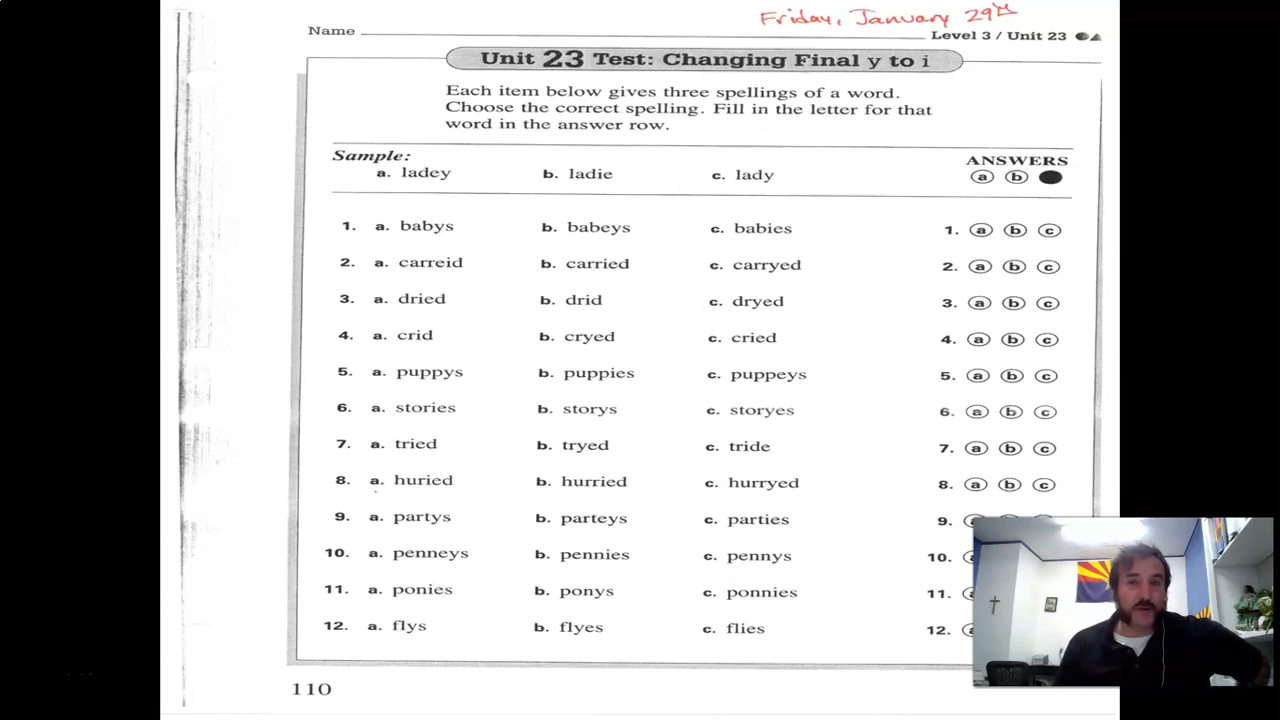 Friday, January 29th
Name
Level 3 / Unit 23
Unit 23 Test: Changing Final y to i
Each item below gives three spellings of a word.
Choose the correct spelling. Fill in the letter for that
word in the answer row.
Sample:
ANSWERS
a. ladey b. ladie c. lady a b
1. a. babys b. babeys c. babies 1. a b c
2. a. carreid b. carried c. carryed 2. a b c
3. a. dried b. drid c. dryed 3. a b c
4. a. crid b. cryed c. cried 4. a b c
5. a. puppys b. puppies c. puppeys 5. a b c
6. a. stories b. storys c. storyes 6. a b c
7. a. tried b. tryed c. tride 7. a b c
8. a. huried b. hurried c. hurryed 8. a b c
9. a. partys b. parteys c. parties 9.
10. a. penneys b. pennies c. pennys 10.
11. a. ponies b. ponys c. ponnies 11.
12. a. flys b. flyes c. flies 12.
110